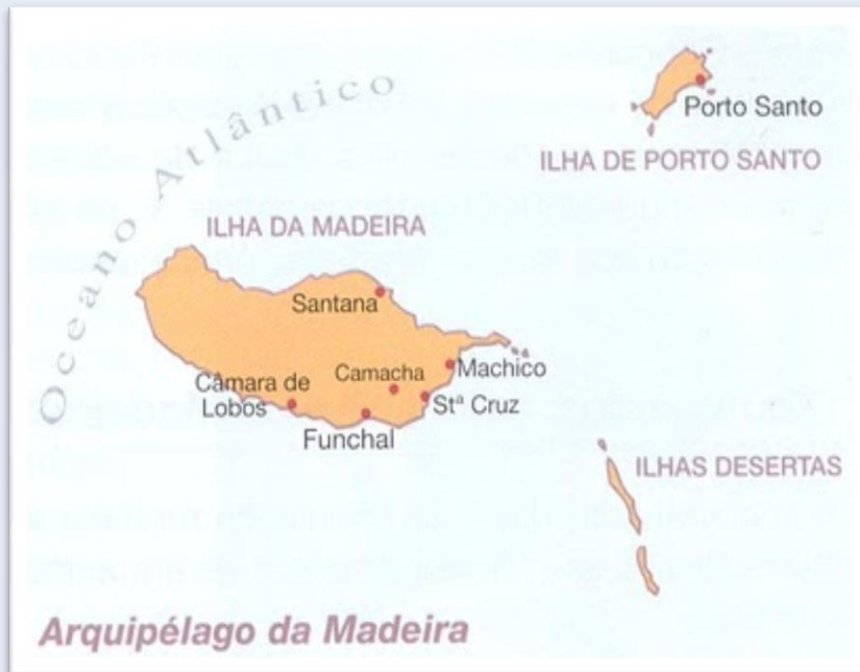 Oceano Atlântico
Porto Santo
ILHA DE PORTO SANTO
ILHA DA MADEIRA
Santana
Machico
Camacha
Câmara de
Lobos
Stª Cruz
Funchal
ILHAS DESERTAS
Arquipélago da Madeira